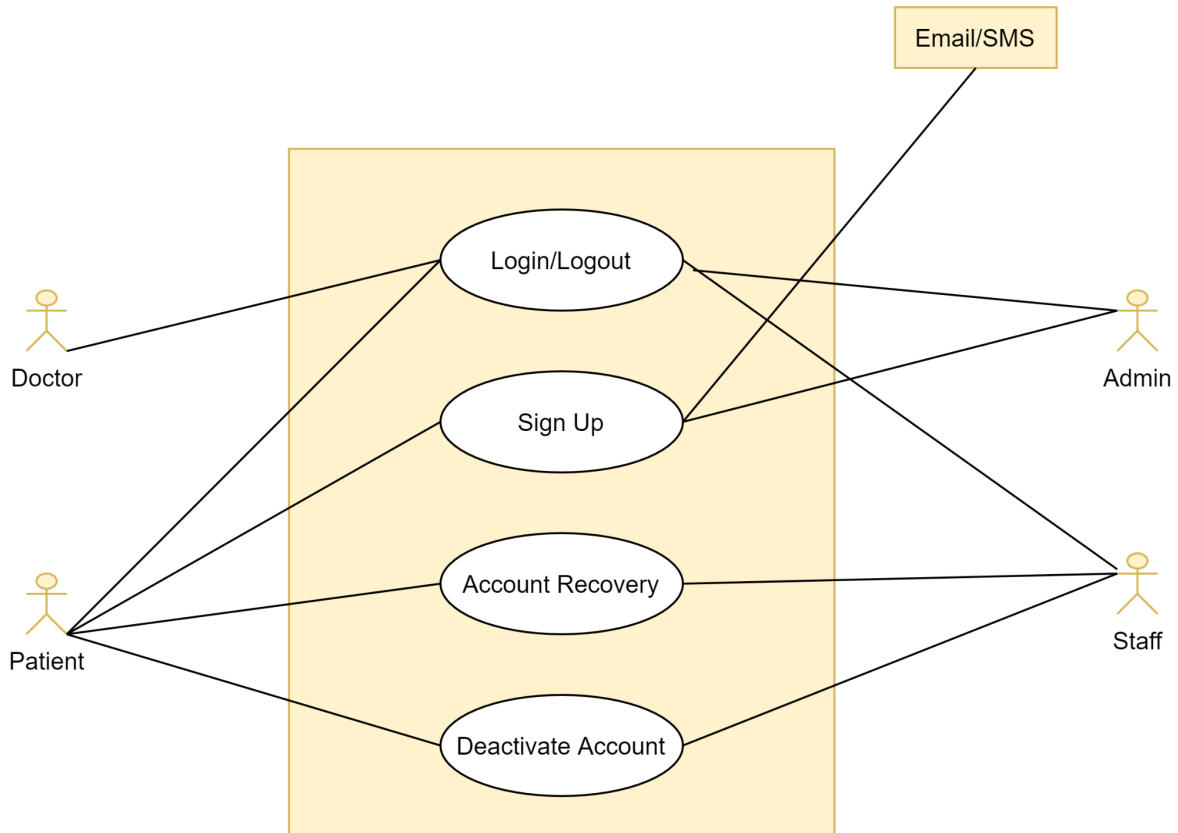 Email/SMS
Login/Logout
Doctor
Admin
Sign Up
Account Recovery
Patient
Staff
Deactivate Account